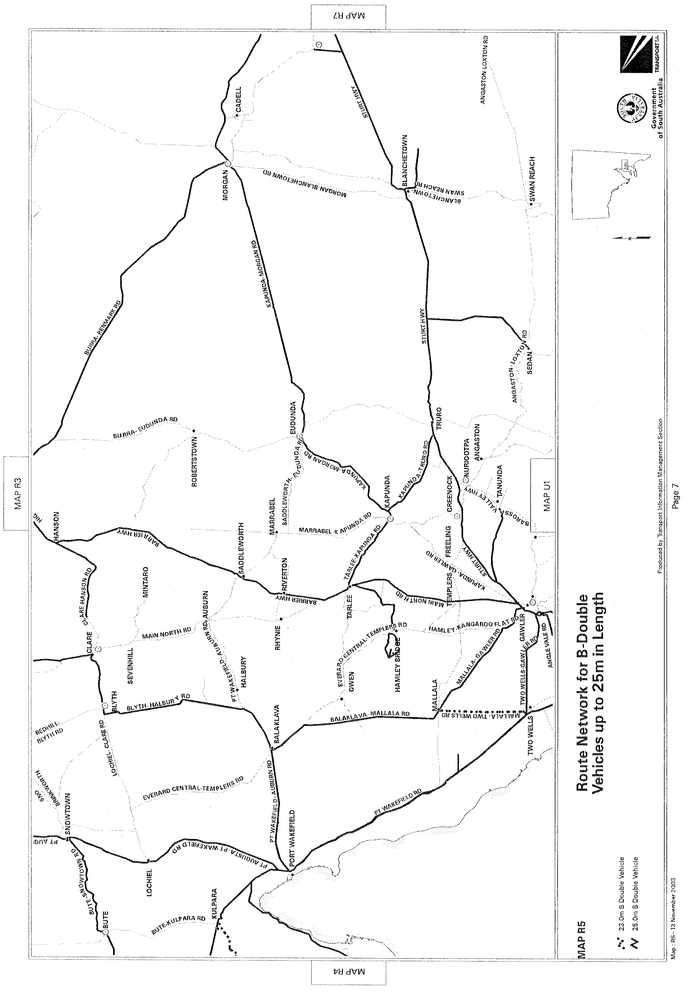 MAP R3
MAP R7
MAP R4
MAP U1
HIG
HANSON
BURRA-RENMARK RD
BURRA-EUDUNDA RD
ROBERTSTOWN
BARRIER HWY
CLARE-HANSON RD
CLARE
MINTARO
MAIN NORTH RD
SEVENHILL
AUBURN
PT WAKEFIELD-AUBURN RD
HALBURY
BLYTH
BLYTH-HALBURY RD
REDHILL-
BLYTH RD
LOCHIEL-CLARE RD
SNO
BRINKWORTH
SNOWTOWN
PT AUG
BUTE-SNOWTOWN RD
BUTE
LOCHIEL
PT AUGUSTA-PT WAKEFIELD RD
EVERARD CENTRAL-TEMPLERS RD
BUTE-KULPARA RD
KULPARA
PORT WAKEFIELD
PT WAKEFIELD-AUBURN RD
BALAKLAVA
BALAKLAVA-MALLALA RD
PT WAKEFIELD RD
SADDLEWORTH
MARRABEL
SADDLEWORTH-EUDUNDA RD
RIVERTON
BARRIER HWY
RHYNIE
EUDUNDA
KAPUNDA-MORGAN RD
MORGAN
CADELL
KAPUNDA-MORGAN RD
MORGAN-BLANCHETOWN RD
STURT HWY
BLANCHETOWN
BLANCHETOWN-
SWAN REACH RD
SWAN REACH
ANGASTON-LOXTON RD
STURT HWY
ANGASTON-LOXTON RD
SEDAN
TRURO
ANGASTON
NURIOOTPA
TANUNDA
BAROSSA VALLEY HWY
GREENOCK
KAPUNDA-TRURO RD
KAPUNDA
MARRABEL-KAPUNDA RD
TARLEE-KAPUNDA RD
TARLEE
FREELING
KAPUNDA-GAWLER RD
STURT HWY
TEMPLERS
MAIN NORTH RD
EVERARD CENTRAL-TEMPLERS RD
OWEN
HAMLEY BRIDGE
HAMLEY-KANGAROO FLAT RD
GAWLER
MALLALA-GAWLER RD
MALLALA
MALLALA-TWO WELLS RD
TWO WELLS-GAWLER RD
ANGLE VALE RD
TWO WELLS
MAP R5
Route Network for B-Double
Vehicles up to 25m in Length
23.0m B Double Vehicle
25.0m B Double Vehicle
N
SOUTH AUSTRALIA
Government
of South Australia
TRANSPORT SA
Produced by Transport Information Management Section
Map : R5 - 13 November 2003
Page 7